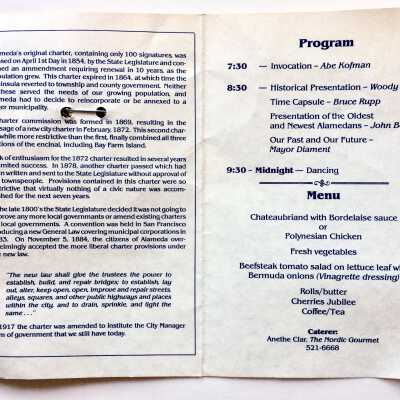 meda's original charter, containing only 100 signatures, was
sed on April 1st Day in 1854, by the State Legislature and con-
ned an amendment requiring renewal in 10 years, as the
pulation grew. This charter expired in 1864, at which time the
insula reverted to township and county government. Neither
hese served the needs of our growing population, and
meda had to decide to reincorporate or be annexed to a
er municipality.
harter commission was formed in 1869, resulting in the
sage of a new city charter in February, 1872. This second char-
while more restrictive than the first, finally combined all three
tions of the encinal, including Bay Farm Island.
k of enthusiasm for the 1872 charter resulted in several years
imited success. In 1878, another charter passed which had
n written and sent to the State Legislature without approval of
townspeople. Provisions contained in this charter were so
trictive that virtually nothing of a civic nature was accom-
shed for the next seven years
he late 1800's the State Legislature decided it was not going to
prove any more local governments or amend existing charters
ocal governments. A convention was held in San Francisco
oducing a new General Law covering municipal corporations in
83. On November 5, 1884, the citizens of Alameda over-
elmingly accepted the more liberal charter provisions under
new law.
"The new law shall give the trustees the power to
establish, build, and repair bridges; to establish, lay
out, alter, keep open, open, improve and repair streets,
alleys, squares, and other public highways and places
within the city, and to drain, sprinkle, and light the
same . . ."
1917 the charter was amended to institute the City Manager
m of government that we still have today.
Program
7:30 — Invocation – Abe Kofman
8:30 — Historical Presentation – Woody
Time Capsule – Bruce Rupp
Presentation of the Oldest
and Newest Alamedans – John B
Our Past and Our Future –
Mayor Diament
9:30 – Midnight — Dancing
Menu
Chateaubriand with Bordelaise sauce
or
Polynesian Chicken
Fresh vegetables
Beefsteak tomato salad on lettuce leaf w
Bermuda onions (Vinagrette dressing)
Rolls/butter
Cherries Jubilee
Coffee/Tea
Caterer:
Anethe Clar, The Nordic Gourmet
521-6668